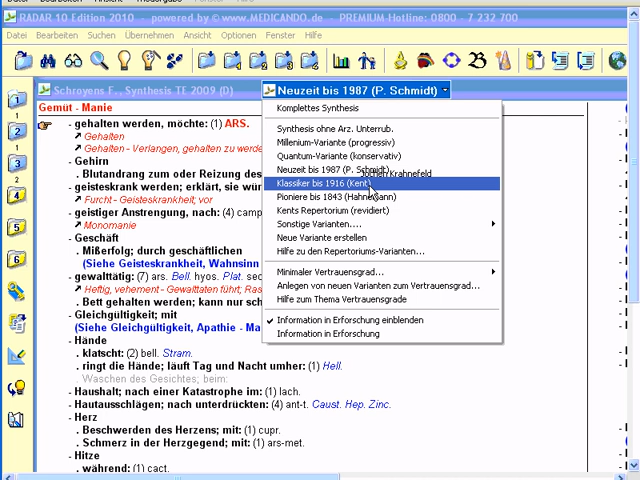 RADAR 10 Edition 2010 - powered by © www.MEDICANDO.de - PREMIUM-Hotline: 0800 - 7 232 700
Datei Bearbeiten Suchen Übernehmen Ansicht Optionen Fenster Hilfe
Schroyens F., Synthesis TE 2009 (D)
Neuzeit bis 1987 (P. Schmidt)
Gemüt - Manie
- gehalten werden, möchte: (1) ARS.
Gehalten
Gehalten - Verlangen, gehalten zu werde
- Gehirn
. Blutandrang zum oder Reizung des
- geisteskrank werden; erklärt, sie wür
Furcht - Geisteskrankheit; vor
- geistiger Anstrengung, nach: (4) camp
Monomanie
- Geschäft
. Mißerfolg; durch geschäftlichen
(Siehe Geisteskrankheit, Wahnsinn
- gewalttätig: (7) ars. Bell. hyos. Plat. sec
Heftig, vehement - Gewalttaten führt; Ras
. Bett gehalten werden; kann nur sch
- Gleichgültigkeit; mit
(Siehe Gleichgültigkeit, Apathie - Ma
- Hände
. klatscht: (2) bell. Stram.
. ringt die Hände; läuft Tag und Nacht umher: (1) Hell.
. Waschen des Gesichtes; beim:
- Haushalt; nach einer Katastrophe im: (1) lach.
- Hautausschlägen; nach unterdrückten: (4) ant-t. Caust. Hep. Zinc.
- Herz
. Beschwerden des Herzens; mit: (1) cupr.
. Schmerz in der Herzgegend; mit: (1) ars-met.
- Hitze
. während: (1) cact.
Komplettes Synthesis
Synthesis ohne Arz. Unterrub.
Millenium-Variante (progressiv)
Quantum-Variante (konservativ)
Neuzeit bis 1987 (P. Schmidt)
Jochen Krahnefeld
Klassiker bis 1916 (Kent)
Pioniere bis 1843 (Hahnemann)
Kents Repertorium (revidiert)
Sonstige Varianten....
Neue Variante erstellen
Hilfe zu den Repertoriums-Varianten...
Minimaler Vertrauensgrad...
Anlegen von neuen Varianten zum Vertrauensgrad...
Hilfe zum Thema Vertrauensgrade
Information in Erforschung einblenden
Information in Erforschung
1
2
3
4
5
6